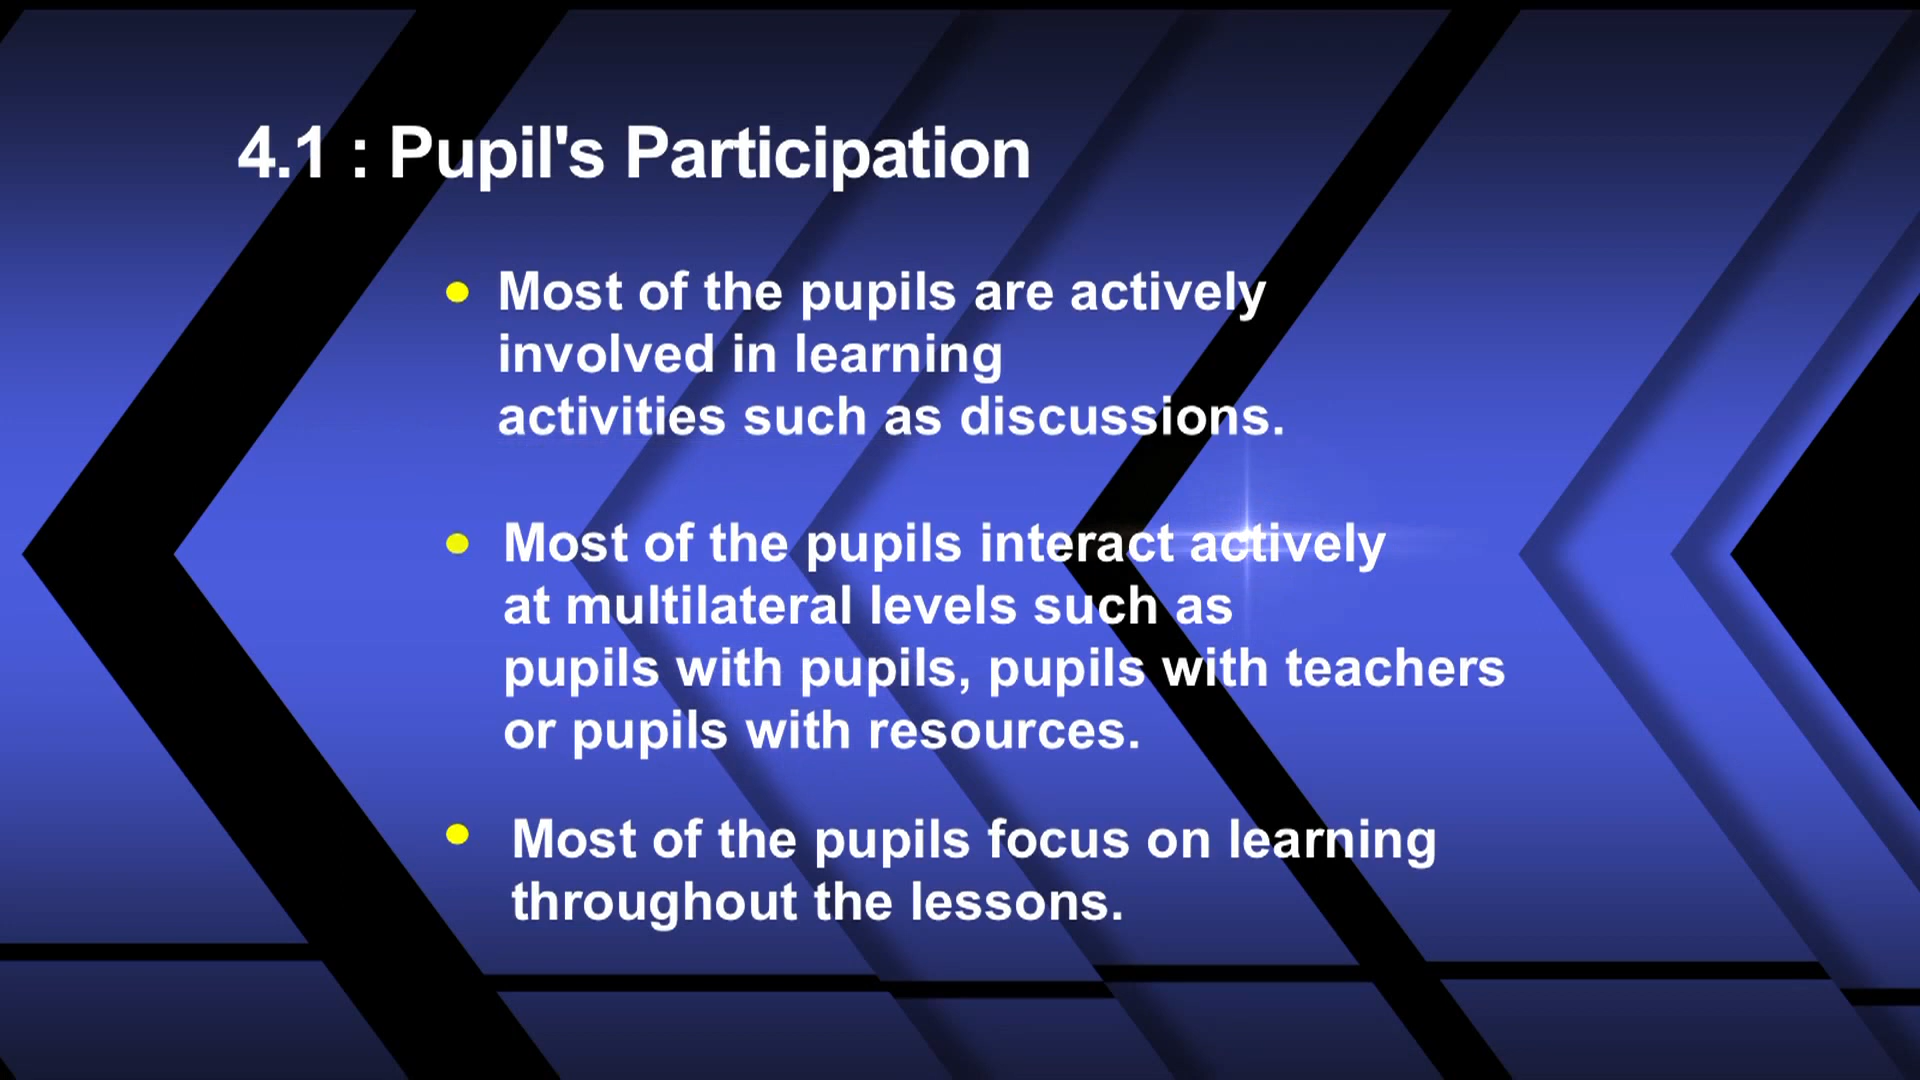 4.1 : Pupil's Participation
Most of the pupils are actively
involved in learning
activities such as discussions.
Most of the pupils interact actively
at multilateral levels such as
pupils with pupils, pupils with teachers
or pupils with resources.
Most of the pupils focus on learning
throughout the lessons.